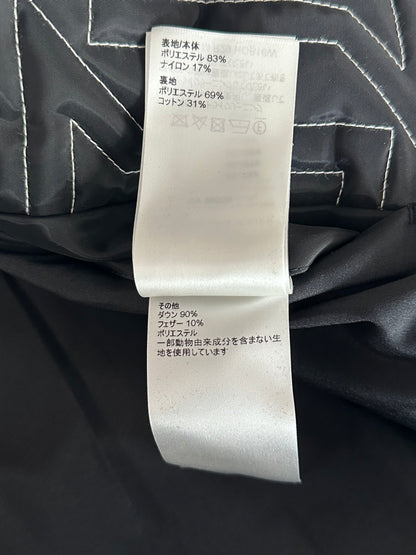 表地/本体
ポリエステル 83%
ナイロン 17%
裏地
ポリエステル 69%
コットン 31%
その他
ダウン 90%
フェザー 10%
ポリエステル
一部動物由来成分を含まない生
地を使用しています